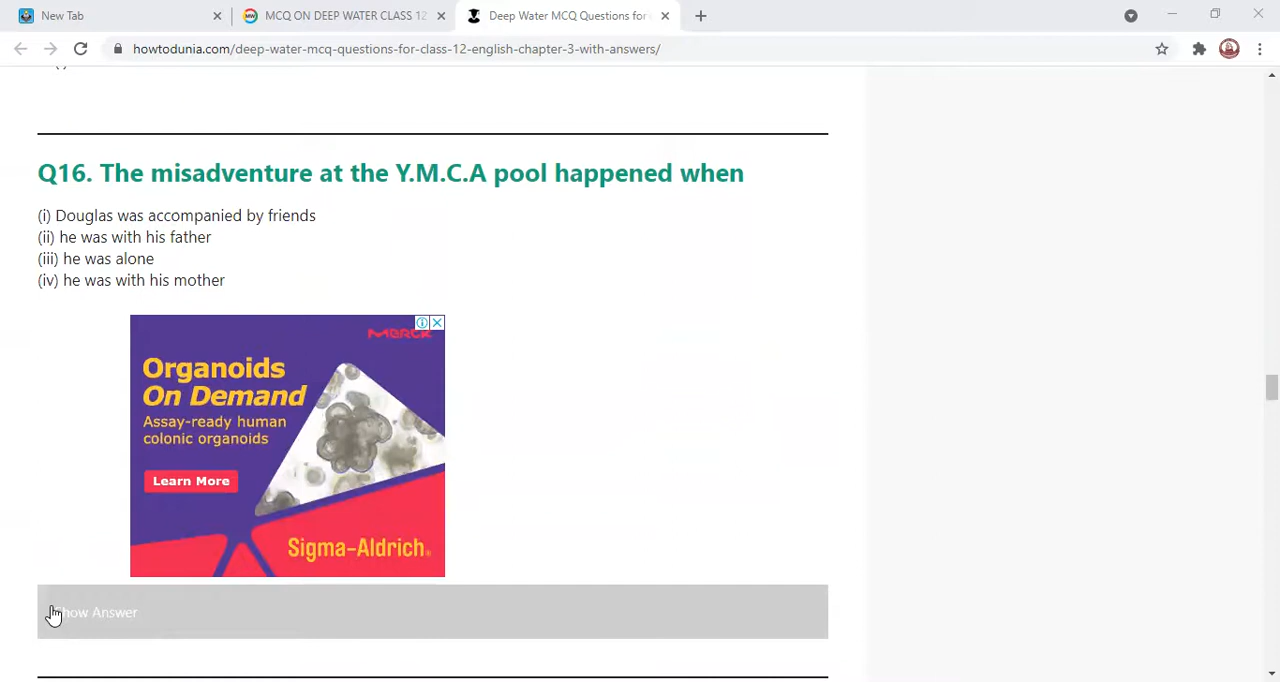 New Tab
MCQ ON DEEP WATER CLASS 12
Deep Water MCQ Questions for
howtodunia.com/deep-water-mcq-questions-for-class-12-english-chapter-3-with-answers/
Q16. The misadventure at the Y.M.C.A pool happened when
(i) Douglas was accompanied by friends
(ii) he was with his father
(iii) he was alone
(iv) he was with his mother
MERCK
Organoids
On Demand
Assay-ready human
colonic organoids
Learn More
Sigma-Aldrich®
Show Answer